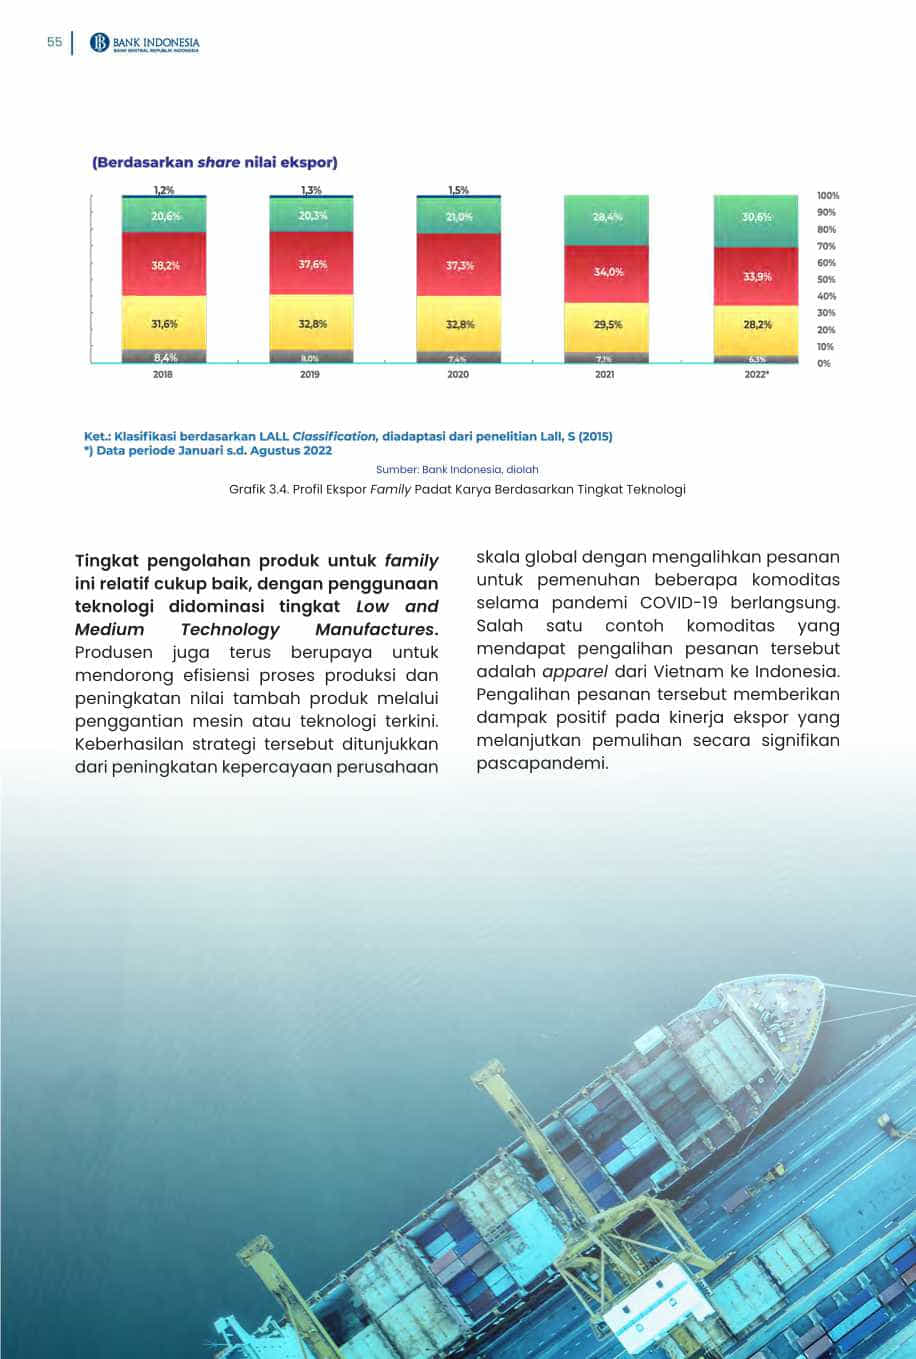 55
BANK INDONESIA
BANK SENTRAL REPUBLIK INDONESIA
(Berdasarkan share nilai ekspor)
1,2% 1,3% 1,5%
20,6% 20,3% 21,0% 28,4% 30,6%
38,2% 37,6% 37,3% 34,0% 33,9%
31,6% 32,8% 32,8% 29,5% 28,2%
8,4% 8,0% 7,4% 7,1% 6,3%
2018 2019 2020 2021 2022*
100%
90%
80%
70%
60%
50%
40%
30%
20%
10%
0%
Ket.: Klasifikasi berdasarkan LALL Classification, diadaptasi dari penelitian Lall, S (2015)
*) Data periode Januari s.d. Agustus 2022
Sumber: Bank Indonesia, diolah
Grafik 3.4. Profil Ekspor Family Padat Karya Berdasarkan Tingkat Teknologi
Tingkat pengolahan produk untuk family
ini relatif cukup baik, dengan penggunaan
teknologi didominasi tingkat Low and
Medium Technology Manufactures.
Produsen juga terus berupaya untuk
mendorong efisiensi proses produksi dan
peningkatan nilai tambah produk melalui
penggantian mesin atau teknologi terkini.
Keberhasilan strategi tersebut ditunjukkan
dari peningkatan kepercayaan perusahaan
skala global dengan mengalihkan pesanan
untuk pemenuhan beberapa komoditas
selama pandemi COVID-19 berlangsung.
Salah satu contoh komoditas yang
mendapat pengalihan pesanan tersebut
adalah apparel dari Vietnam ke Indonesia.
Pengalihan pesanan tersebut memberikan
dampak positif pada kinerja ekspor yang
melanjutkan pemulihan secara signifikan
pascapandemi.